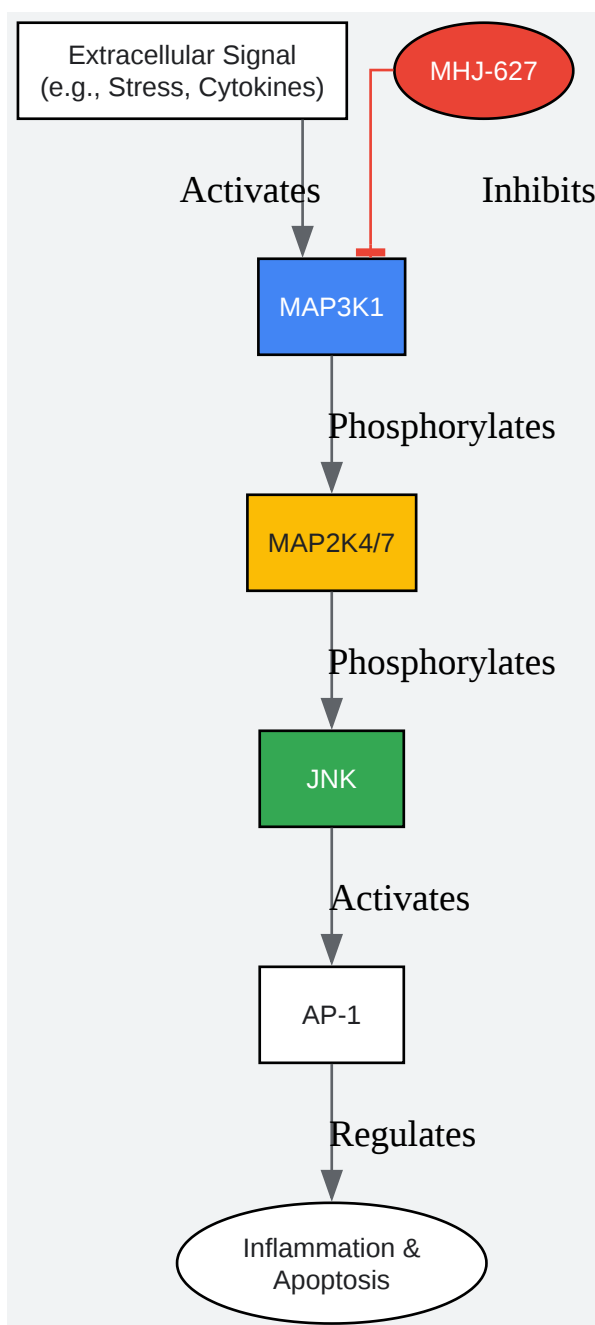 Extracellular Signal
(e.g., Stress, Cytokines)
MHJ-627
Activates
Inhibits
MAP3K1
Phosphorylates
MAP2K4/7
Phosphorylates
JNK
Activates
AP-1
Regulates
Inflammation &
Apoptosis